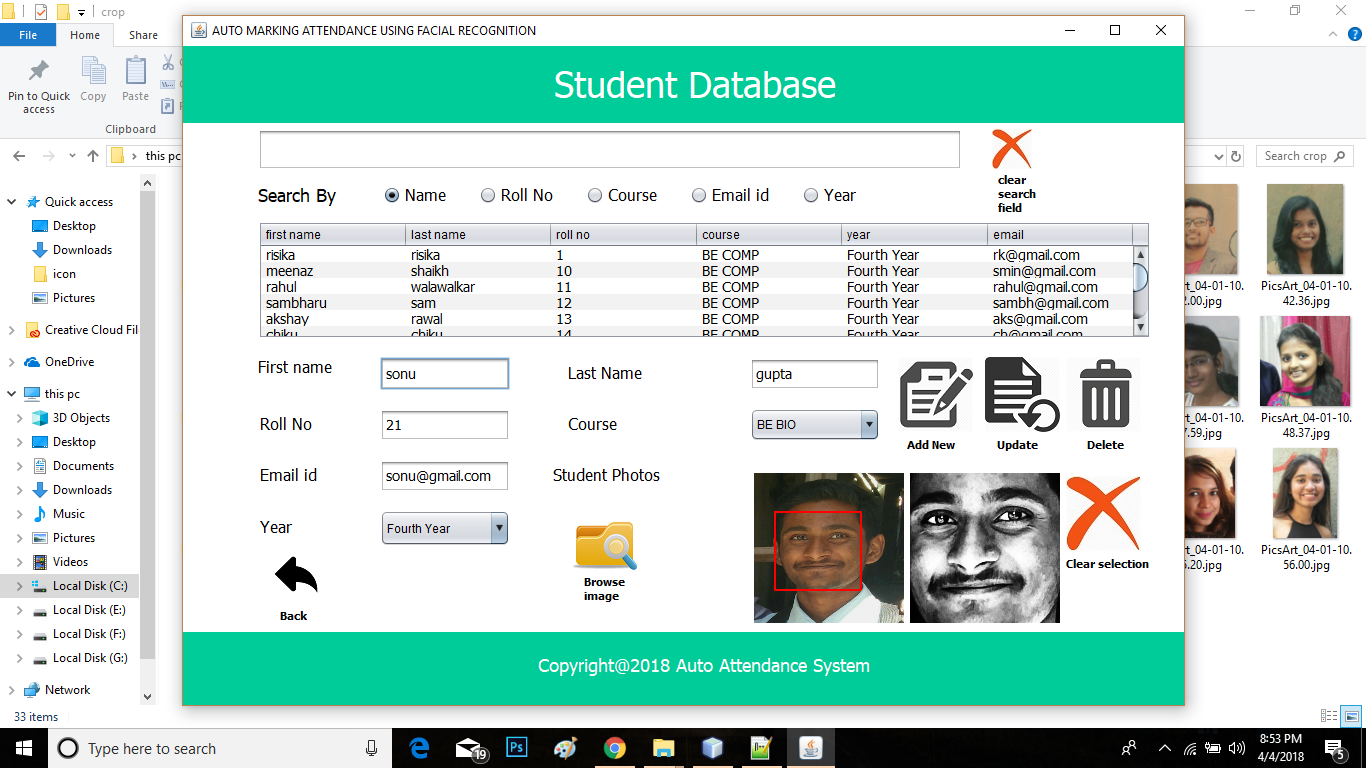 crop
AUTO MARKING ATTENDANCE USING FACIAL RECOGNITION
File Home Share
Pin to Quick access
Copy
Paste
Clipboard
this pc
Search crop
Student Database
clear
search
field
Search By Name Roll No Course Email id Year
first name last name roll no course year email
risika risika 1 BE COMP Fourth Year rk@gmail.com
meenaz shaikh 10 BE COMP Fourth Year smin@gmail.com
rahul walawalkar 11 BE COMP Fourth Year rahul@gmail.com
sambharu sam 12 BE COMP Fourth Year sambh@gmail.com
akshay rawal 13 BE COMP Fourth Year aks@gmail.com
chiku chiku 14 BE COMP Fourth Year ch@gmail.com
First name sonu Last Name gupta
Roll No 21 Course BE BIO
Add New Update Delete
Email id sonu@gmail.com Student Photos
Year Fourth Year
Browse
image
Clear selection
Back
Copyright@2018 Auto Attendance System
Quick access
Desktop
Downloads
icon
Pictures
Creative Cloud Fil
OneDrive
this pc
3D Objects
Desktop
Documents
Downloads
Music
Pictures
Videos
Local Disk (C:)
Local Disk (E:)
Local Disk (F:)
Local Disk (G:)
Network
33 items
rt_04-01-10.
2.00.jpg
PicsArt_04-01-10.
42.36.jpg
rt_04-01-10.
7.59.jpg
PicsArt_04-01-10.
48.37.jpg
rt_04-01-10.
5.20.jpg
PicsArt_04-01-10.
56.00.jpg
Type here to search
19
Ps
8:53 PM
4/4/2018
5